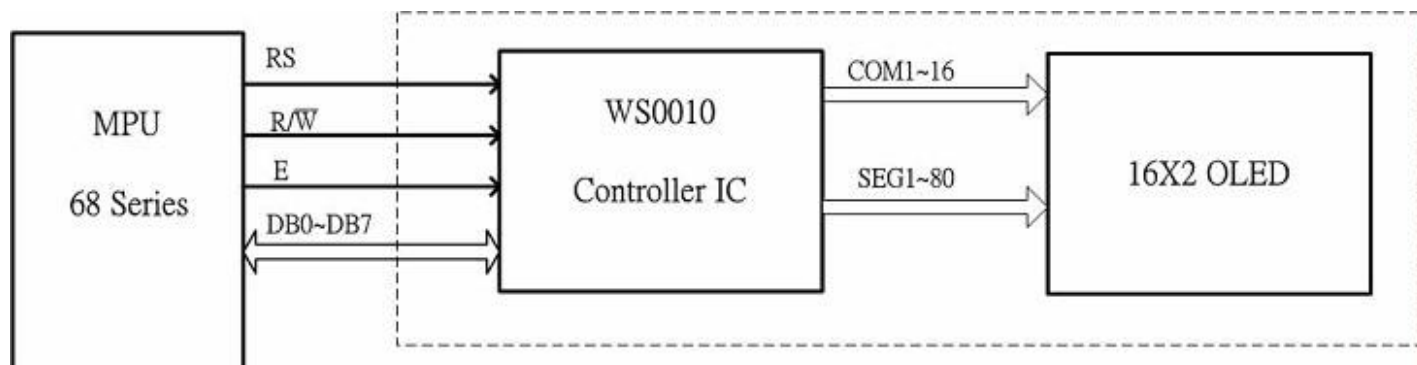 MPU
68 Series
RS
R/W̅
E
DB0~DB7
WS0010
Controller IC
COM1~16
SEG1~80
16X2 OLED